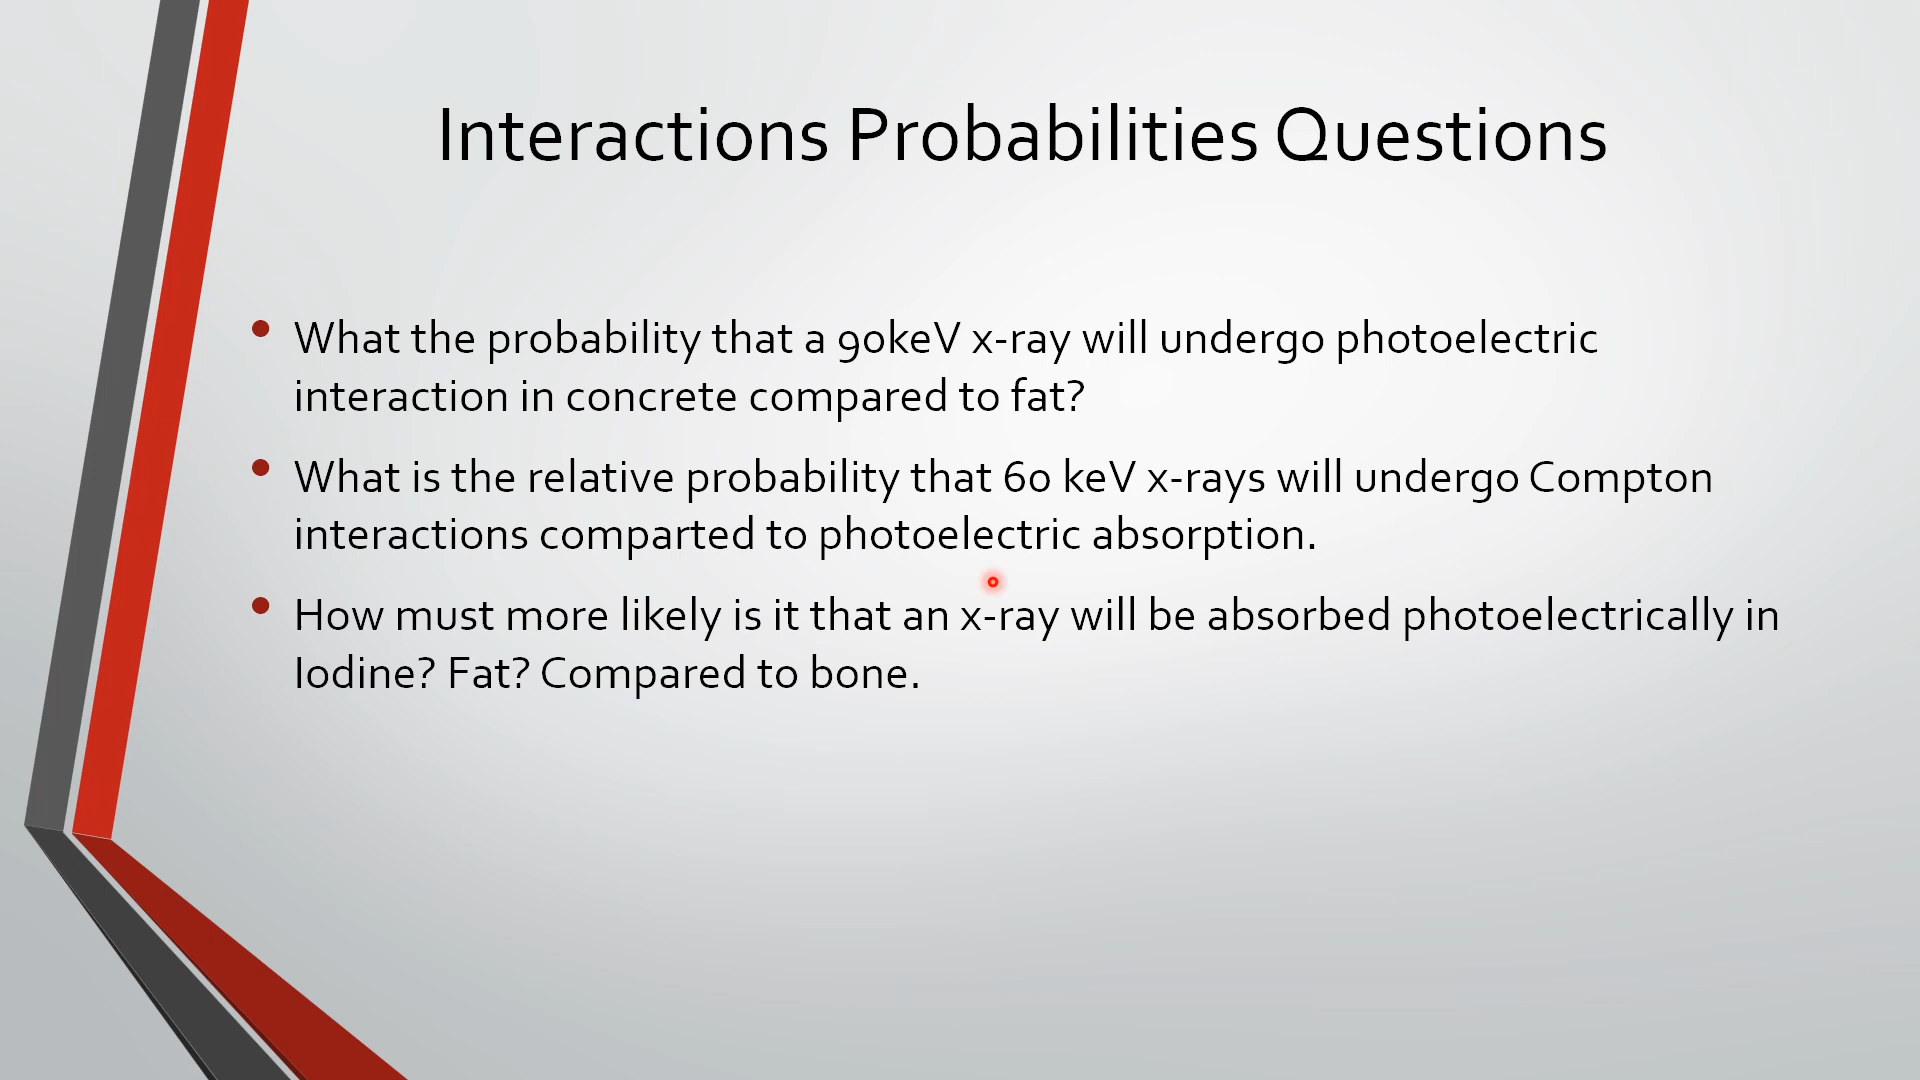 Interactions Probabilities Questions
• What the probability that a 90keV x-ray will undergo photoelectric
interaction in concrete compared to fat?
• What is the relative probability that 60 keV x-rays will undergo Compton
interactions comparted to photoelectric absorption.
• How must more likely is it that an x-ray will be absorbed photoelectrically in
Iodine? Fat? Compared to bone.